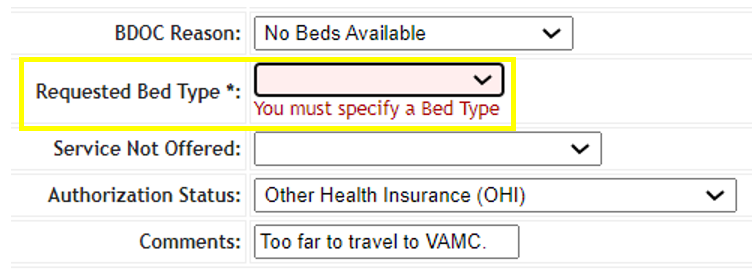 BDOC Reason: No Beds Available
Requested Bed Type *:
You must specify a Bed Type
Service Not Offered:
Authorization Status: Other Health Insurance (OHI)
Comments: Too far to travel to VAMC.